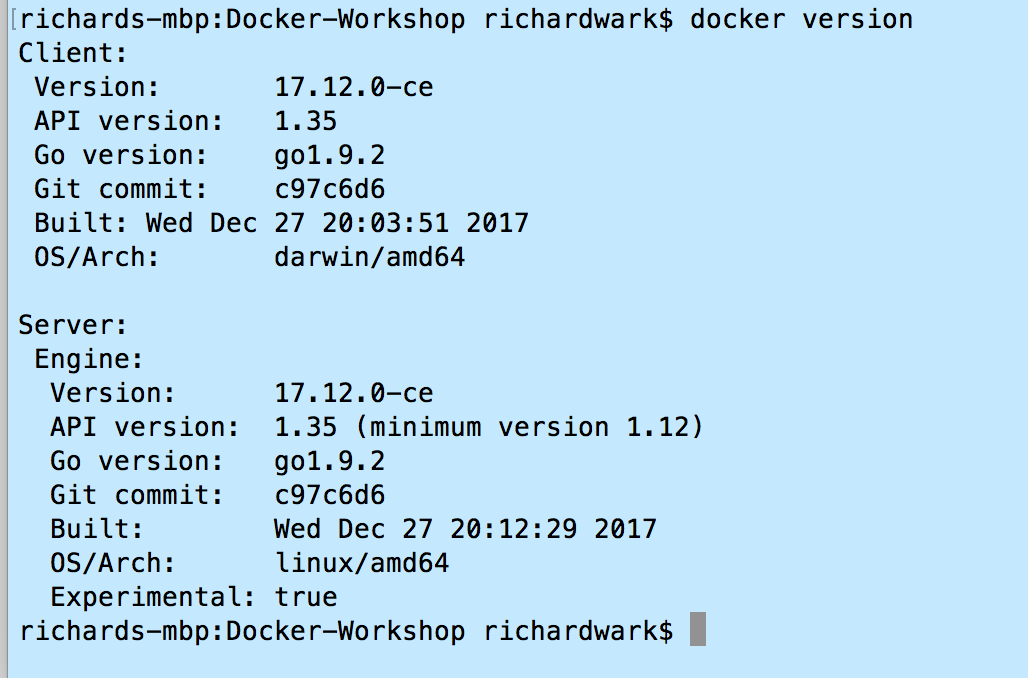 [richards-mbp:Docker-Workshop richardwark$ docker version
Client:
 Version:       17.12.0-ce
 API version:   1.35
 Go version:    go1.9.2
 Git commit:    c97c6d6
 Built: Wed Dec 27 20:03:51 2017
 OS/Arch:       darwin/amd64

Server:
 Engine:
  Version:      17.12.0-ce
  API version:  1.35 (minimum version 1.12)
  Go version:   go1.9.2
  Git commit:   c97c6d6
  Built:        Wed Dec 27 20:12:29 2017
  OS/Arch:      linux/amd64
  Experimental: true
richards-mbp:Docker-Workshop richardwark$